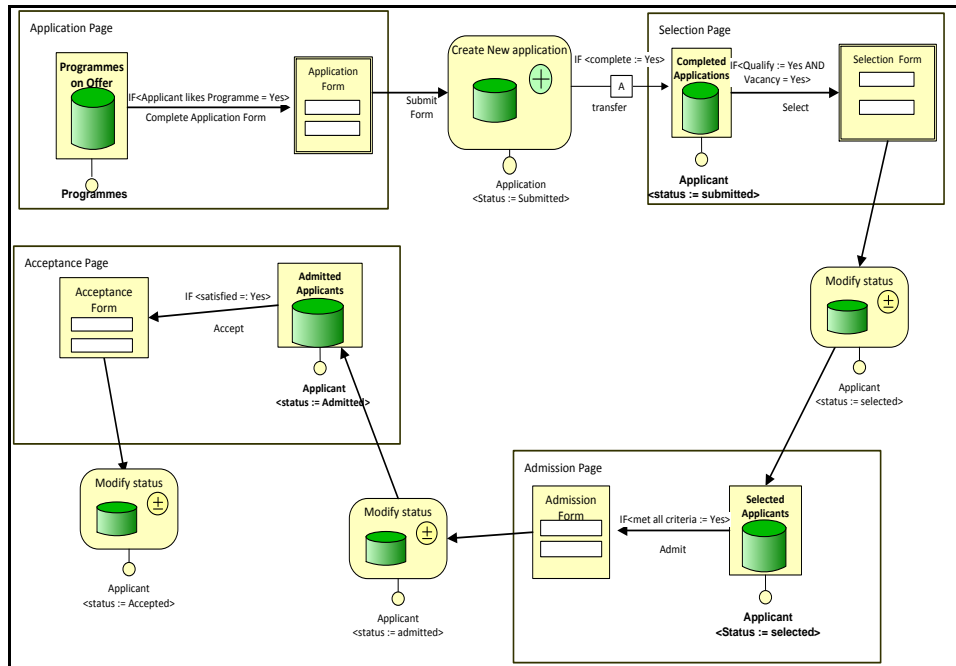 Application Page
Programmes
on Offer
IF<Applicant likes Programme = Yes>
Complete Application Form
Programmes
Application
Form
Submit
Form
Create New application
Application
<Status := Submitted>
IF <complete := Yes>
A
transfer
Selection Page
Completed
Applications
IF<Qualify := Yes AND
Vacancy = Yes>
Select
Selection Form
Applicant
<status := submitted>
Modify status
Applicant
<status := selected>
Acceptance Page
Acceptance
Form
IF <satisfied =: Yes>
Accept
Admitted
Applicants
Applicant
<status := Admitted>
Modify status
Applicant
<status := Accepted>
Modify status
Applicant
<status := admitted>
Admission Page
Admission
Form
IF<met all criteria := Yes>
Admit
Selected
Applicants
Applicant
<Status := selected>